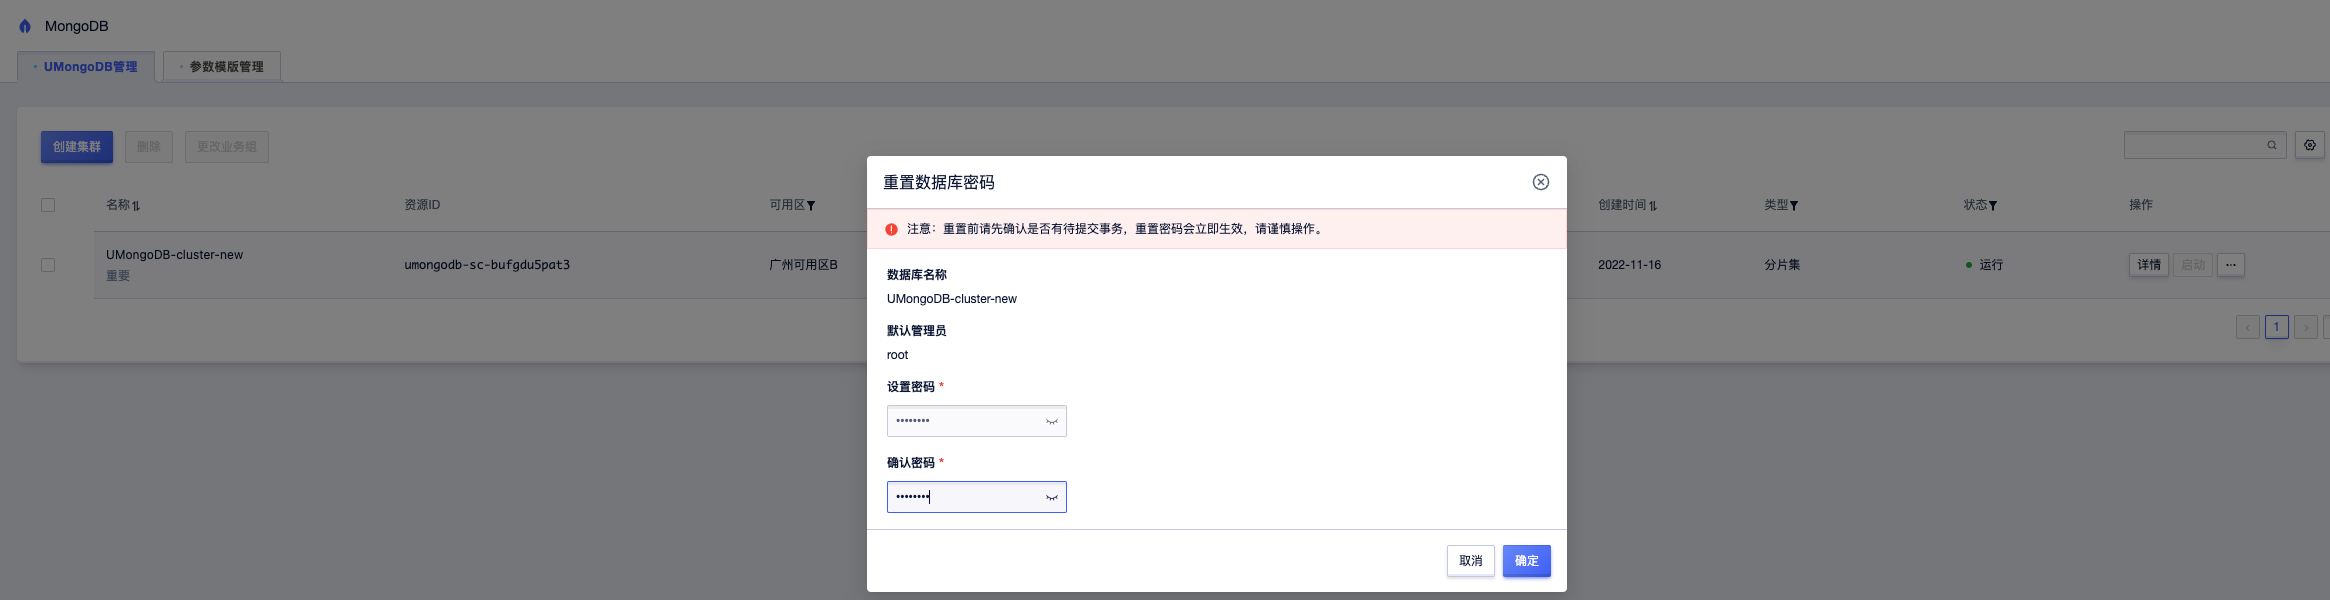 MongoDB
UMongoDB管理 参数模版管理
创建集群 删除 更改业务组
名称 资源ID 可用区 创建时间 类型 状态 操作
UMongoDB-cluster-new
重要
umongodb-sc-bufgdu5pat3 广州可用区B 2022-11-16 分片集 运行 详情 启动 ...
1
重置数据库密码
注意：重置前请先确认是否有待提交事务，重置密码会立即生效，请谨慎操作。
数据库名称
UMongoDB-cluster-new
默认管理员
root
设置密码 *
••••••••
确认密码 *
••••••••
取消 确定